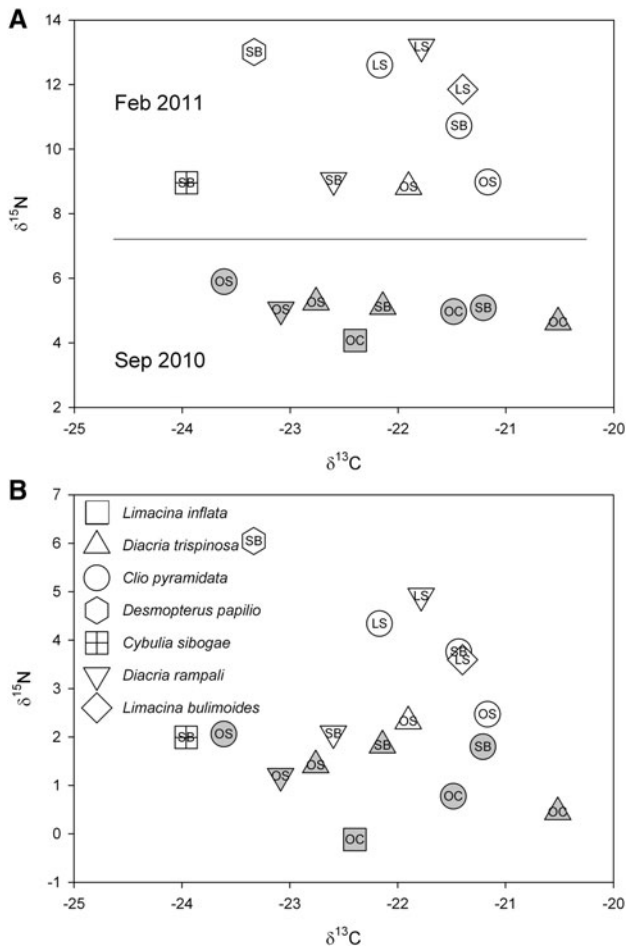 A
14
12
10
8
6
4
2
δ15N
Feb 2011
Sep 2010
SB
LS
LS
LS
SB
SB
SB
OS
OS
OS
OS
OS
SB
OC
SB
OC
OC
-25
-24
-23
-22
-21
-20
δ13C
B
7
6
5
4
3
2
1
0
-1
δ15N
Limacina inflata
Diacria trispinosa
Clio pyramidata
Desmopterus papilio
Cybulia sibogae
Diacria rampali
Limacina bulimoides
SB
LS
LS
SB
LS
OS
OS
SB
OS
SB
SB
SB
OS
OS
OC
OC
OC
-25
-24
-23
-22
-21
-20
δ13C